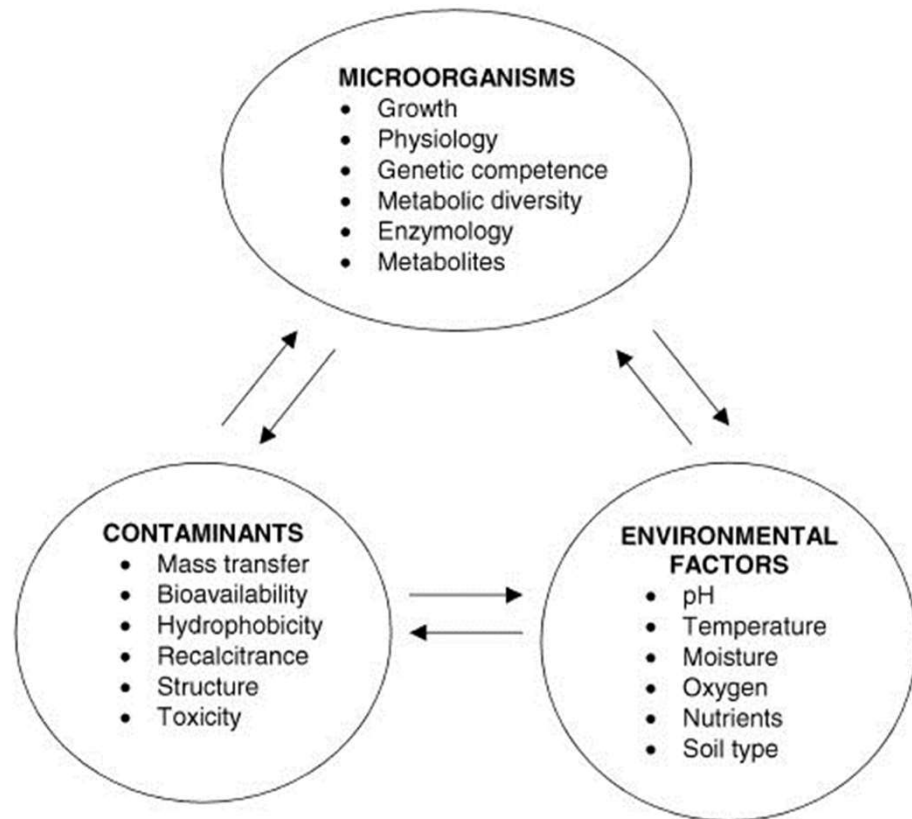 MICROORGANISMS
• Growth
• Physiology
• Genetic competence
• Metabolic diversity
• Enzymology
• Metabolites
CONTAMINANTS
• Mass transfer
• Bioavailability
• Hydrophobicity
• Recalcitrance
• Structure
• Toxicity
ENVIRONMENTAL
FACTORS
• pH
• Temperature
• Moisture
• Oxygen
• Nutrients
• Soil type